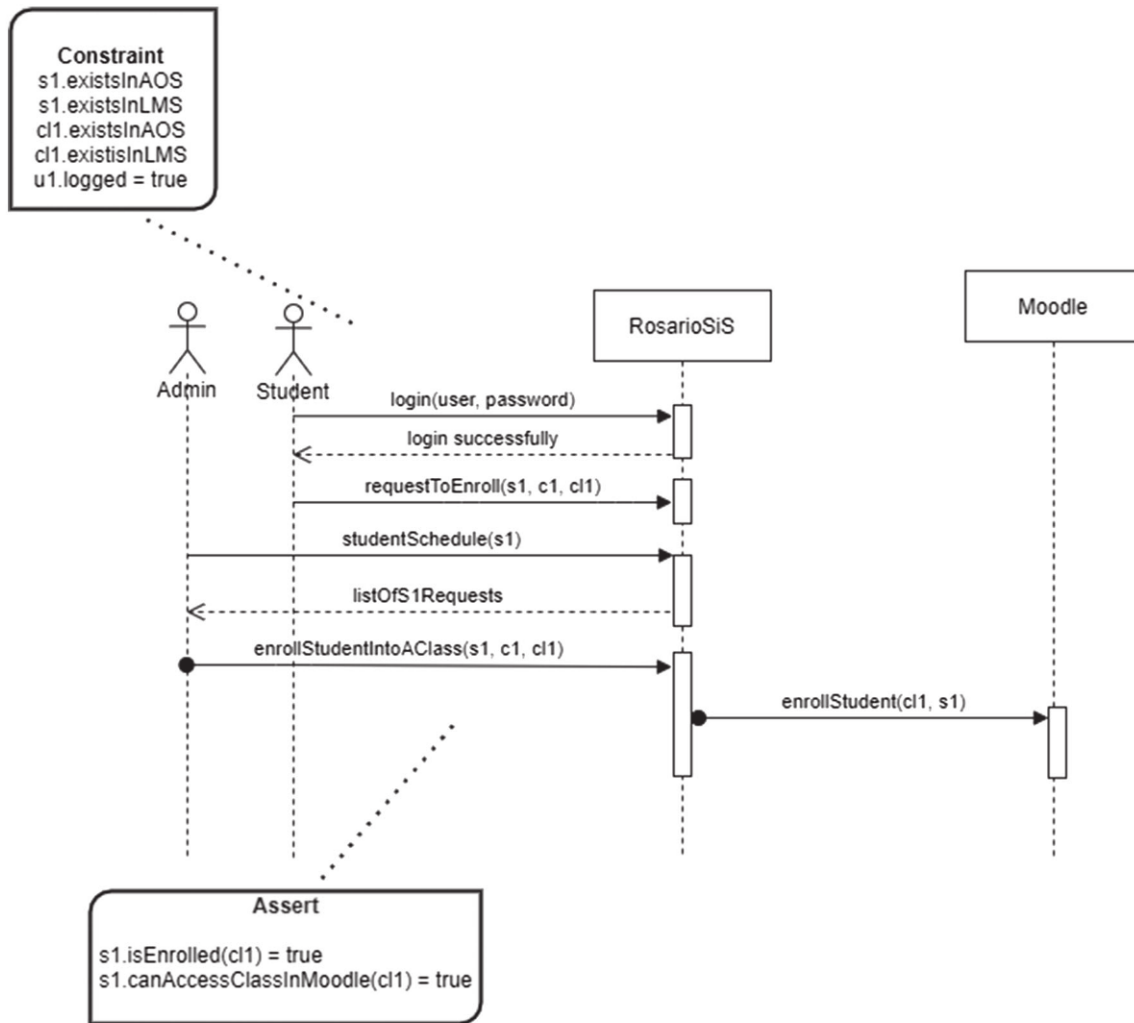 Constraint
s1.existsInAOS
s1.existsInLMS
cl1.existsInAOS
cl1.existisInLMS
u1.logged = true
Admin
Student
RosarioSiS
Moodle
login(user, password)
login successfully
requestToEnroll(s1, c1, cl1)
studentSchedule(s1)
listOfS1Requests
enrollStudentIntoAClass(s1, c1, cl1)
enrollStudent(cl1, s1)
Assert
s1.isEnrolled(cl1) = true
s1.canAccessClassInMoodle(cl1) = true